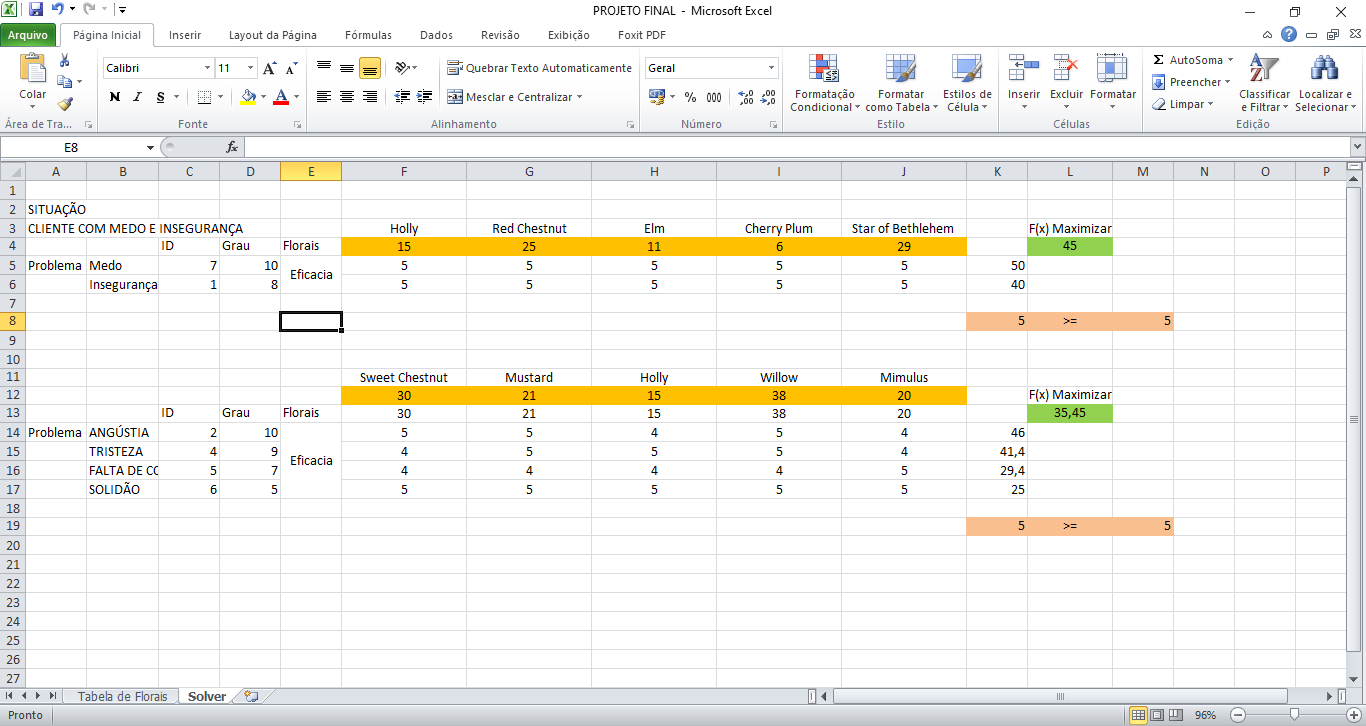 PROJETO FINAL - Microsoft Excel
Arquivo Página Inicial Inserir Layout da Página Fórmulas Dados Revisão Exibição Foxit PDF
Colar
Área de Tra...
Calibri 11
N I S
Fonte
Quebrar Texto Automaticamente
Mesclar e Centralizar
Alinhamento
Geral
% 000
Número
Formatação Condicional
Formatar como Tabela
Estilos de Célula
Estilo
Inserir Excluir Formatar
Células
Σ AutoSoma
Preencher
Limpar
Classificar e Filtrar
Localizar e Selecionar
Edição
E8 fx
A B C D E F G H I J K L M N O P
1
2 SITUAÇÃO
3 CLIENTE COM MEDO E INSEGURANÇA Holly Red Chestnut Elm Cherry Plum Star of Bethlehem F(x) Maximizar
4 ID Grau Florais 15 25 11 6 29 45
5 Problema Medo 7 10 Eficacia 5 5 5 5 5 50
6 Insegurança 1 8 5 5 5 5 5 40
7
8 5 >= 5
9
10
11 Sweet Chestnut Mustard Holly Willow Mimulus
12 30 21 15 38 20 F(x) Maximizar
13 ID Grau Florais 30 21 15 38 20 35,45
14 Problema ANGÚSTIA 2 10 5 5 4 5 4 46
15 TRISTEZA 4 9 Eficacia 4 5 5 5 4 41,4
16 FALTA DE CO 5 7 4 4 4 4 5 29,4
17 SOLIDÃO 6 5 5 5 5 5 5 25
18
19 5 >= 5
20
21
22
23
24
25
26
27
Tabela de Florais Solver
Pronto 96%